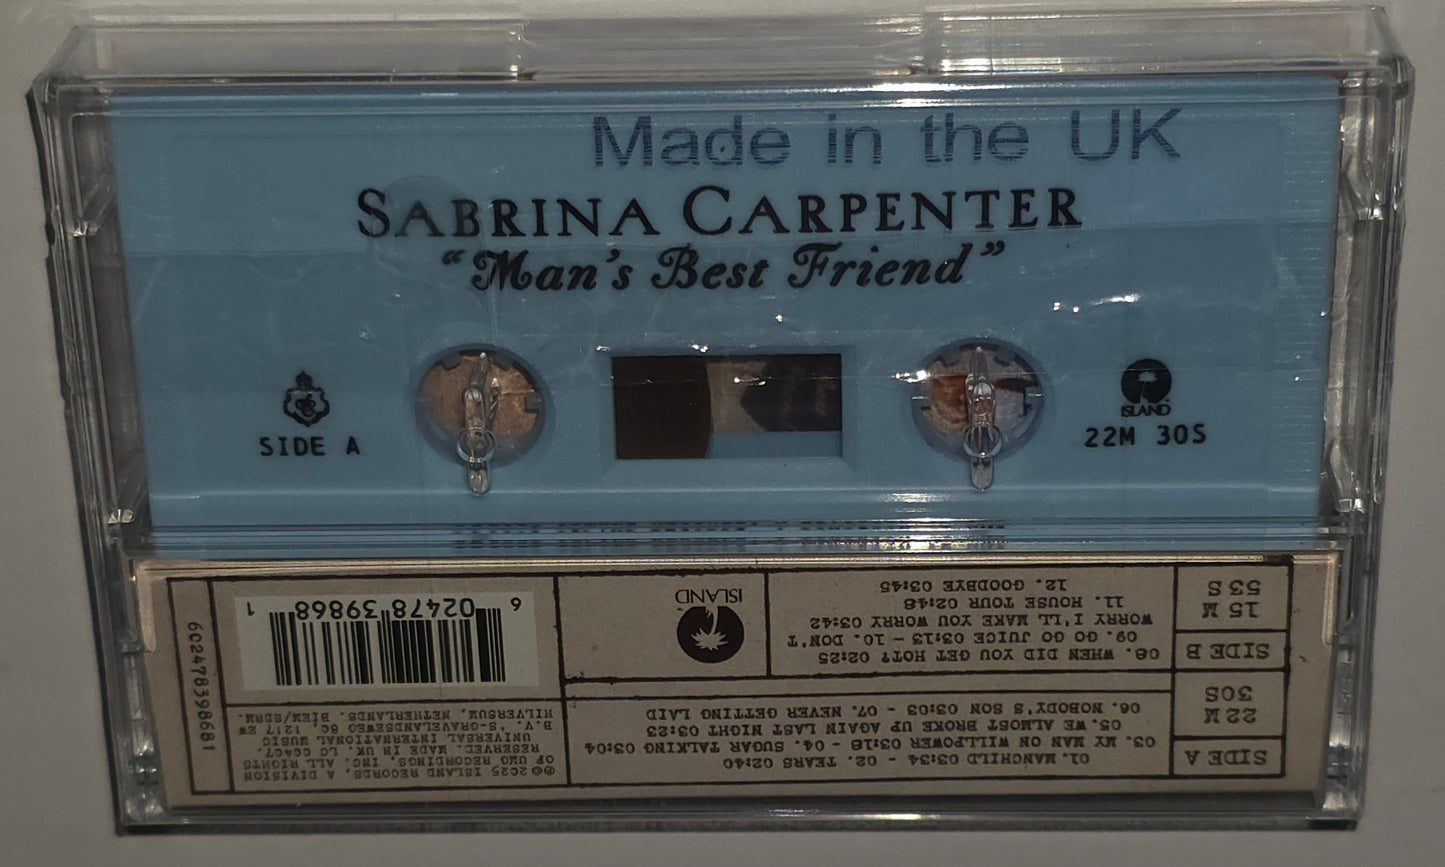 Made in the UK
SABRINA CARPENTER
“Man's Best Friend”
SIDE A
ISLAND
22M 30S
SIDE A
22 M
30S
01. MANCHILD 03:34 - 02. TEARS 02:40
03. MY MAN ON WILLPOWER 03:18 - 04. SUGAR TALKING 03:04
05. WE ALMOST BROKE UP AGAIN LAST NIGHT 03:23
06. NOBODY'S SON 03:03 - 07. NEVER GETTING LAID
SIDE B
15 M
53 S
08. WHEN DID YOU GET HOT? 02:25
09. GO GO JUICE 03:13 - 10. DON'T
WORRY I'LL MAKE YOU WORRY 03:42
11. HOUSE TOUR 02:48
12. GOODBYE 03:45
ISLAND
℗© 2025 ISLAND RECORDS, A DIVISION
OF UMG RECORDINGS, INC. ALL RIGHTS
RESERVED. MADE IN UK. LC 66407.
UNIVERSAL INTERNATIONAL MUSIC
B.V. 'S-GRAVELANDSEWEG 80, 1217 EW
HILVERSUM, NETHERLANDS. BIEM/SDRM.
6 02478 39868 1
602478398681